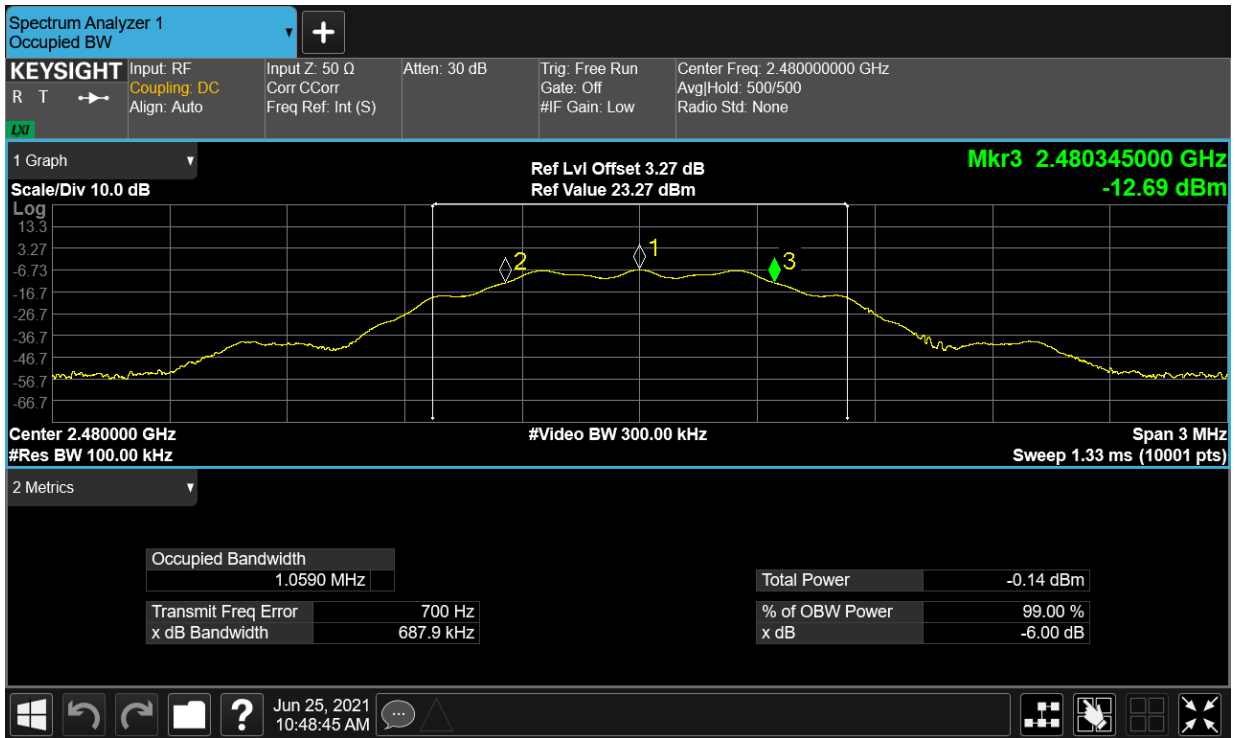 Spectrum Analyzer 1
Occupied BW
KEYSIGHT
R T
LXI
Input: RF
Coupling: DC
Align: Auto
Input Z: 50 Ω
Corr CCorr
Freq Ref: Int (S)
Atten: 30 dB
Trig: Free Run
Gate: Off
#IF Gain: Low
Center Freq: 2.480000000 GHz
Avg|Hold: 500/500
Radio Std: None
1 Graph
Scale/Div 10.0 dB
Ref Lvl Offset 3.27 dB
Ref Value 23.27 dBm
Mkr3 2.480345000 GHz
-12.69 dBm
Log
13.3
3.27
-6.73
-16.7
-26.7
-36.7
-46.7
-56.7
-66.7
2
1
3
Center 2.480000 GHz
#Res BW 100.00 kHz
#Video BW 300.00 kHz
Span 3 MHz
Sweep 1.33 ms (10001 pts)
2 Metrics
Occupied Bandwidth
1.0590 MHz
Transmit Freq Error 700 Hz
x dB Bandwidth 687.9 kHz
Total Power -0.14 dBm
% of OBW Power 99.00 %
x dB -6.00 dB
?
Jun 25, 2021
10:48:45 AM